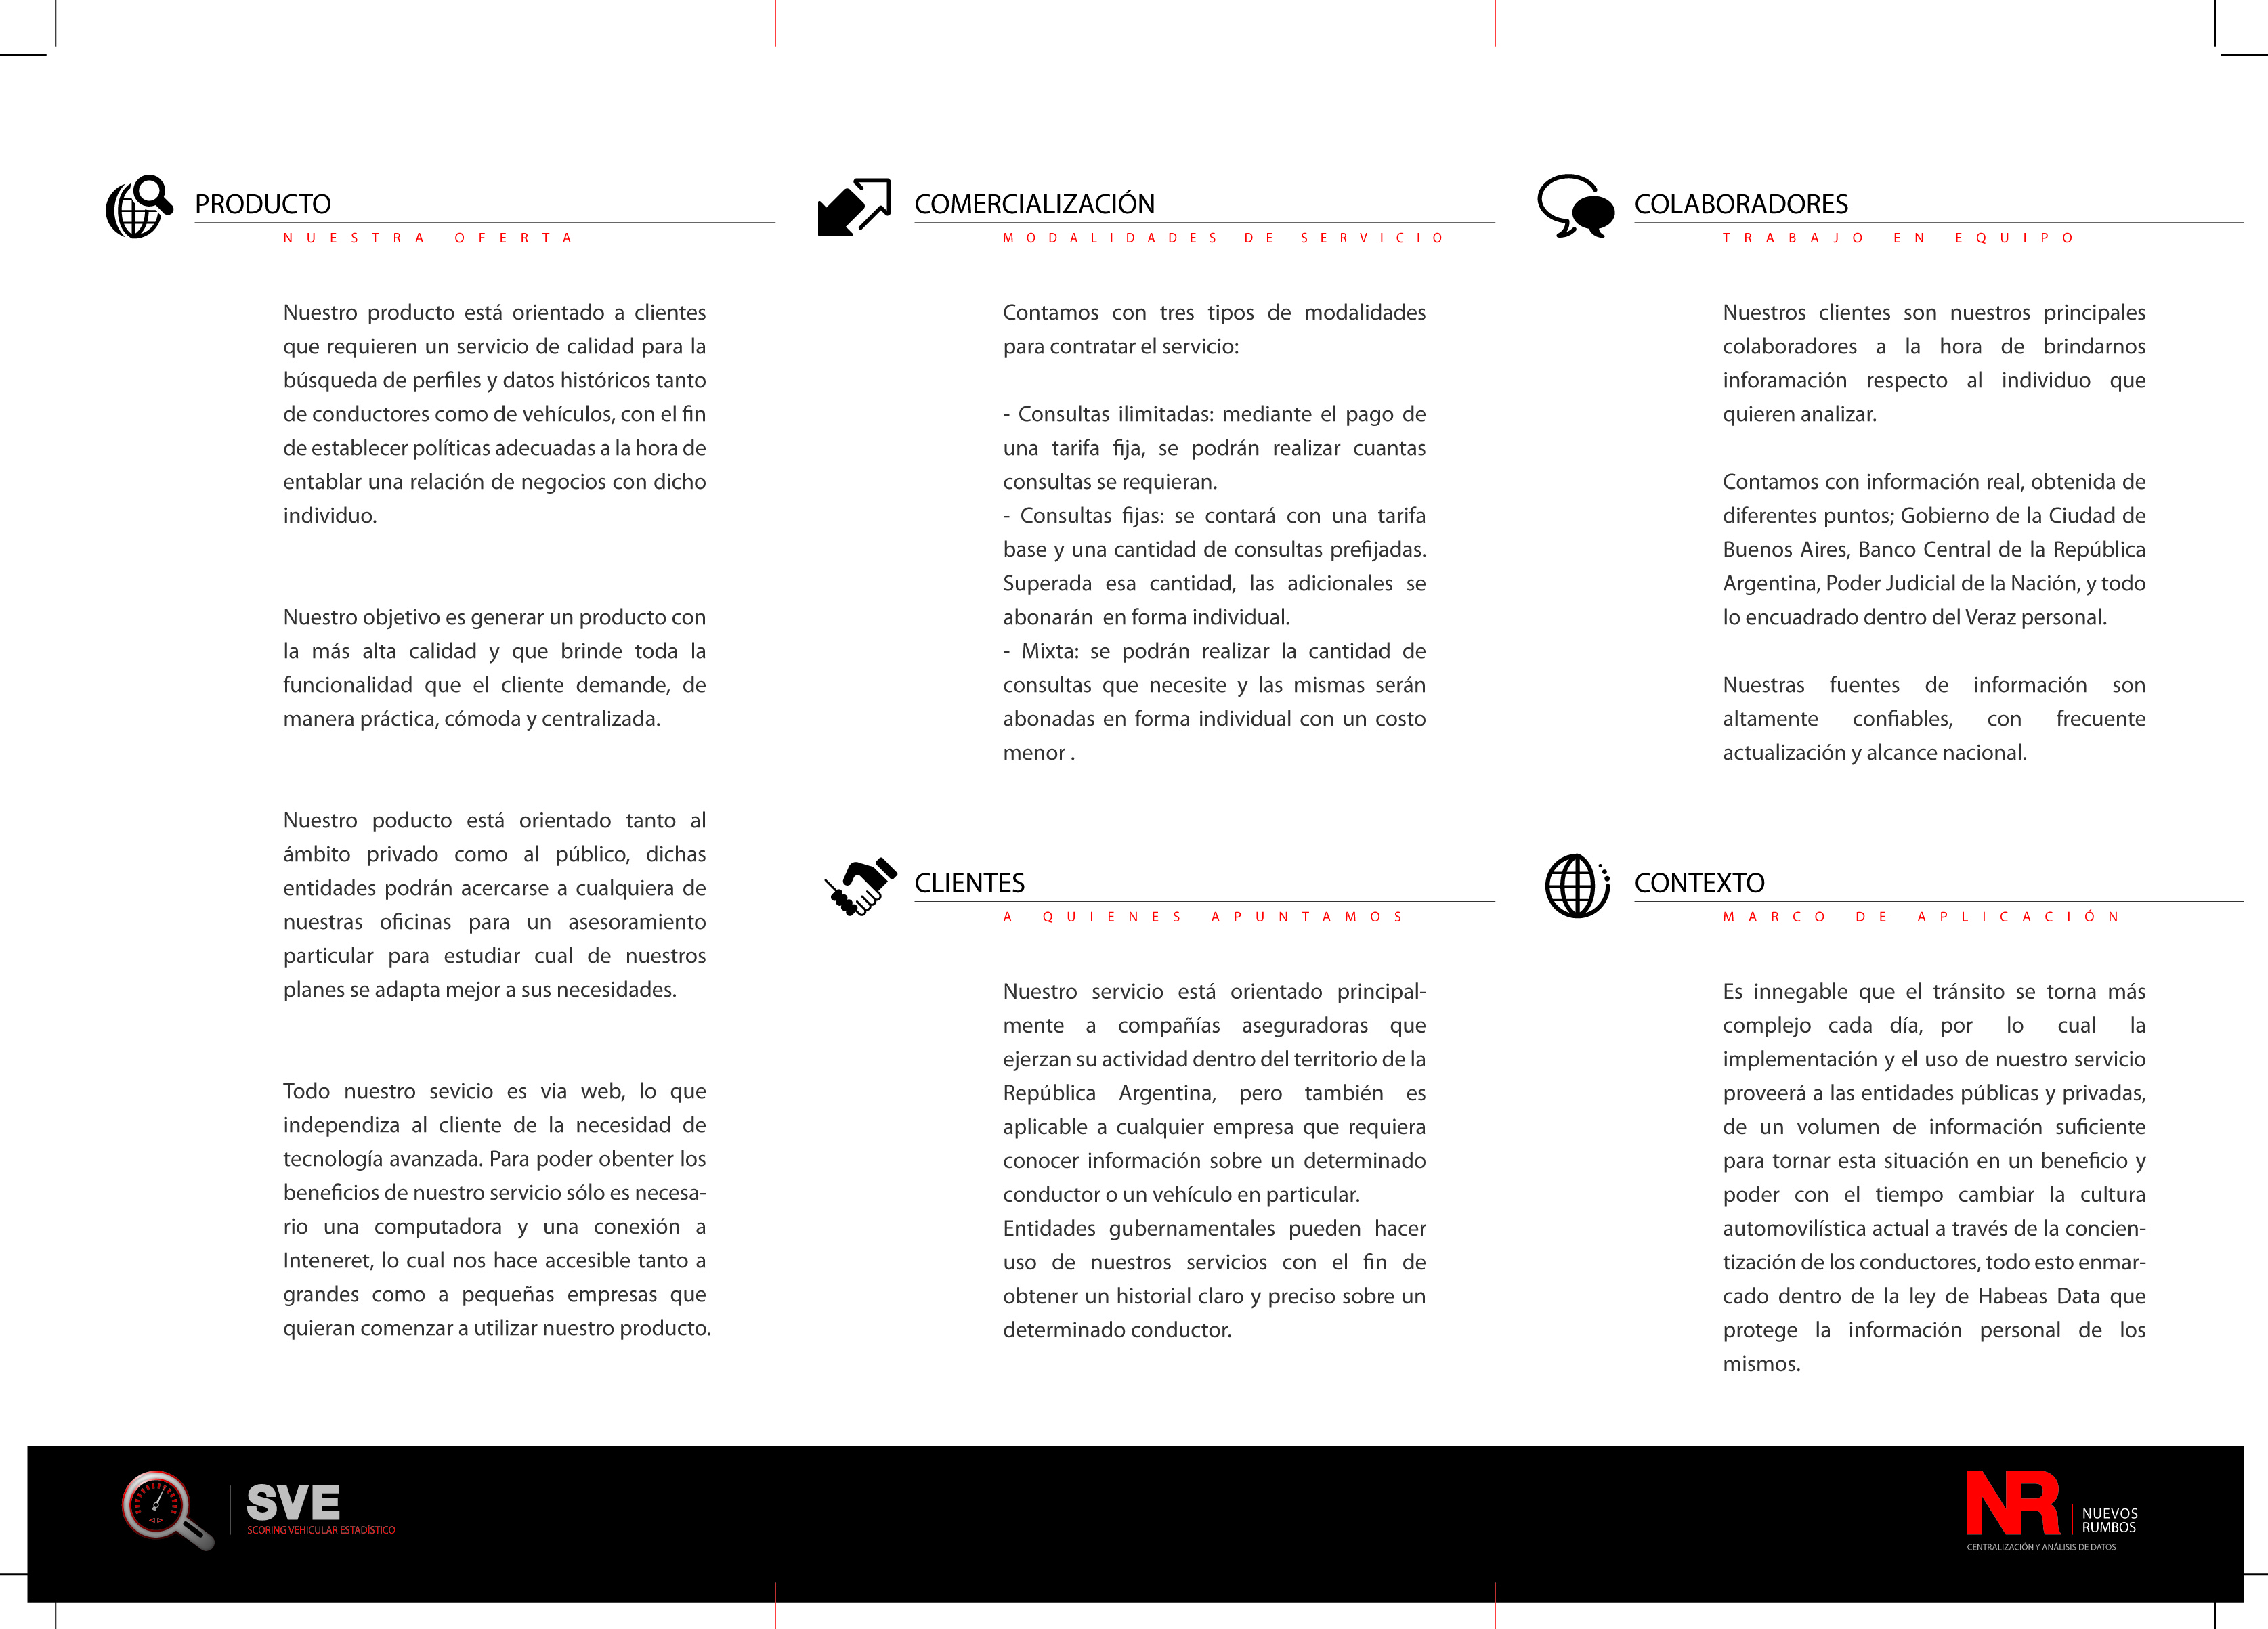 PRODUCTO
NUESTRA OFERTA
Nuestro producto está orientado a clientes
que requieren un servicio de calidad para la
búsqueda de perfiles y datos históricos tanto
de conductores como de vehículos, con el fin
de establecer políticas adecuadas a la hora de
entablar una relación de negocios con dicho
individuo.
Nuestro objetivo es generar un producto con
la más alta calidad y que brinde toda la
funcionalidad que el cliente demande, de
manera práctica, cómoda y centralizada.
Nuestro poducto está orientado tanto al
ámbito privado como al público, dichas
entidades podrán acercarse a cualquiera de
nuestras oficinas para un asesoramiento
particular para estudiar cual de nuestros
planes se adapta mejor a sus necesidades.
Todo nuestro sevicio es via web, lo que
independiza al cliente de la necesidad de
tecnología avanzada. Para poder obenter los
beneficios de nuestro servicio sólo es necesa-
rio una computadora y una conexión a
Inteneret, lo cual nos hace accesible tanto a
grandes como a pequeñas empresas que
quieran comenzar a utilizar nuestro producto.
COMERCIALIZACIÓN
MODALIDADES DE SERVICIO
Contamos con tres tipos de modalidades
para contratar el servicio:
- Consultas ilimitadas: mediante el pago de
una tarifa fija, se podrán realizar cuantas
consultas se requieran.
- Consultas fijas: se contará con una tarifa
base y una cantidad de consultas prefijadas.
Superada esa cantidad, las adicionales se
abonarán en forma individual.
- Mixta: se podrán realizar la cantidad de
consultas que necesite y las mismas serán
abonadas en forma individual con un costo
menor .
CLIENTES
A QUIENES APUNTAMOS
Nuestro servicio está orientado principal-
mente a compañías aseguradoras que
ejerzan su actividad dentro del territorio de la
República Argentina, pero también es
aplicable a cualquier empresa que requiera
conocer información sobre un determinado
conductor o un vehículo en particular.
Entidades gubernamentales pueden hacer
uso de nuestros servicios con el fin de
obtener un historial claro y preciso sobre un
determinado conductor.
COLABORADORES
TRABAJO EN EQUIPO
Nuestros clientes son nuestros principales
colaboradores a la hora de brindarnos
inforamación respecto al individuo que
quieren analizar.
Contamos con información real, obtenida de
diferentes puntos; Gobierno de la Ciudad de
Buenos Aires, Banco Central de la República
Argentina, Poder Judicial de la Nación, y todo
lo encuadrado dentro del Veraz personal.
Nuestras fuentes de información son
altamente confiables, con frecuente
actualización y alcance nacional.
CONTEXTO
MARCO DE APLICACIÓN
Es innegable que el tránsito se torna más
complejo cada día, por lo cual la
implementación y el uso de nuestro servicio
proveerá a las entidades públicas y privadas,
de un volumen de información suficiente
para tornar esta situación en un beneficio y
poder con el tiempo cambiar la cultura
automovilística actual a través de la concien-
tización de los conductores, todo esto enmar-
cado dentro de la ley de Habeas Data que
protege la información personal de los
mismos.
SVE
SCORING VEHICULAR ESTADÍSTICO
NR
NUEVOS
RUMBOS
CENTRALIZACIÓN Y ANÁLISIS DE DATOS